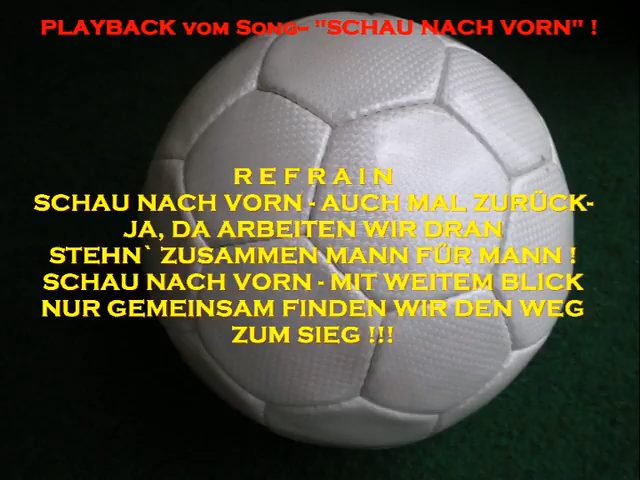 PLAYBACK VOM SONG- "SCHAU NACH VORN" !
R E F R A I N
SCHAU NACH VORN - AUCH MAL ZURÜCK-
JA, DA ARBEITEN WIR DRAN
STEHN` ZUSAMMEN MANN FÜR MANN !
SCHAU NACH VORN - MIT WEITEM BLICK
NUR GEMEINSAM FINDEN WIR DEN WEG
ZUM SIEG !!!